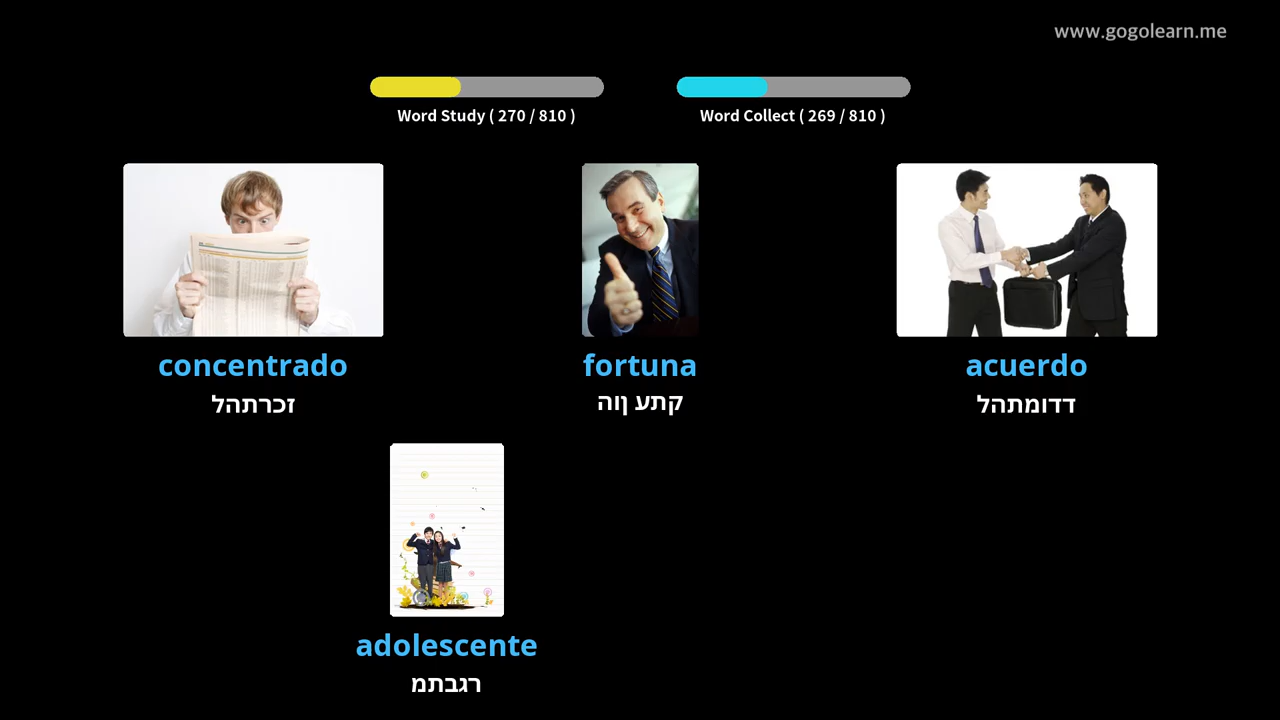 www.gogolearn.me
Word Study ( 270 / 810 )
Word Collect ( 269 / 810 )
concentrado
זכרתהל
fortuna
קתע ןוה
acuerdo
דדומתהל
adolescente
רגבתמ